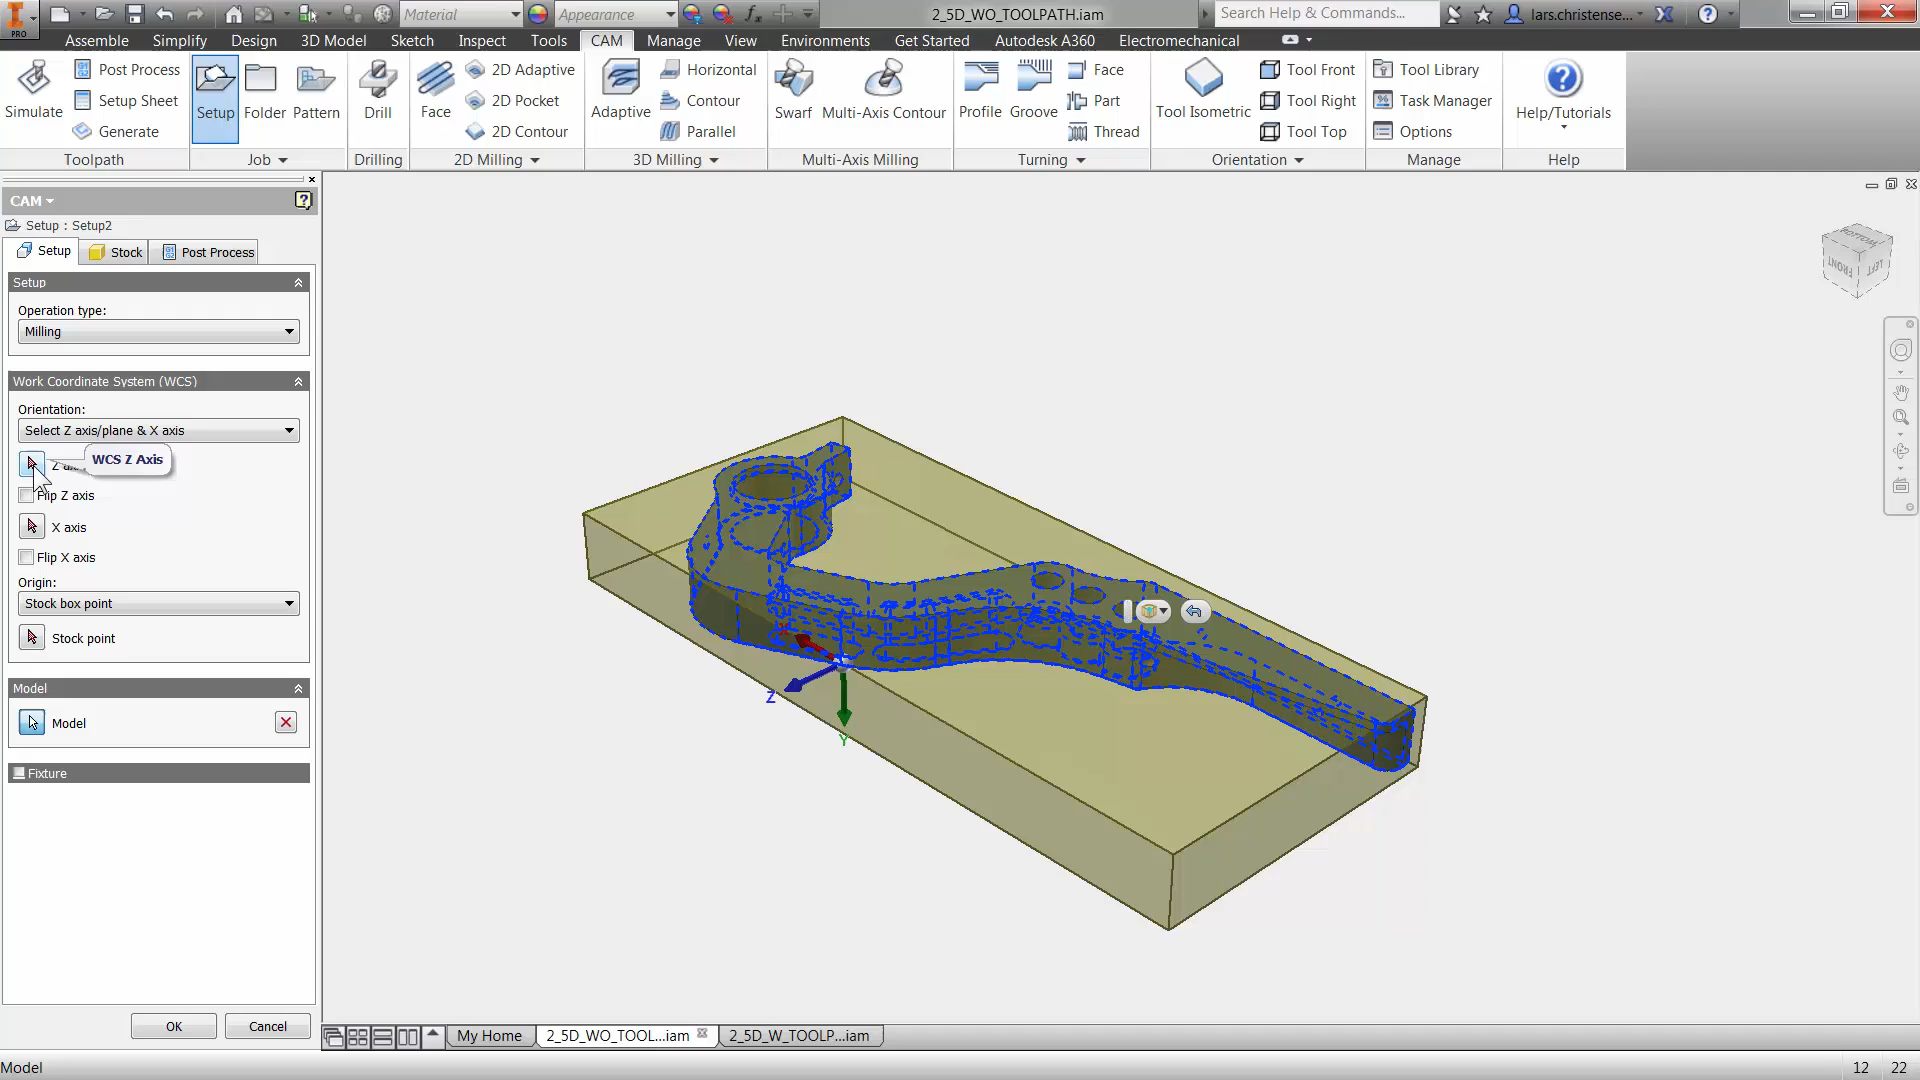 PRO
Material
Appearance
2_5D_WO_TOOLPATH.iam
Search Help & Commands...
lars.christense...
Assemble Simplify Design 3D Model Sketch Inspect Tools CAM Manage View Environments Get Started Autodesk A360 Electromechanical
Simulate
Post Process
Setup Sheet
Generate
Toolpath
Setup
Folder
Pattern
Job
Drill
Drilling
Face
2D Adaptive
2D Pocket
2D Contour
2D Milling
Adaptive
Horizontal
Contour
Parallel
3D Milling
Swarf
Multi-Axis Contour
Multi-Axis Milling
Profile
Groove
Face
Part
Thread
Turning
Tool Isometric
Tool Front
Tool Right
Tool Top
Orientation
Tool Library
Task Manager
Options
Manage
Help/Tutorials
Help
CAM
Setup : Setup2
Setup
Stock
Post Process
Setup
Operation type:
Milling
Work Coordinate System (WCS)
Orientation:
Select Z axis/plane & X axis
WCS Z Axis
Flip Z axis
X axis
Flip X axis
Origin:
Stock box point
Stock point
Model
Model
Fixture
OK
Cancel
BOTTOM
FRONT
LEFT
Z
Y
My Home
2_5D_WO_TOOL...iam
2_5D_W_TOOLP...iam
Model
12
22